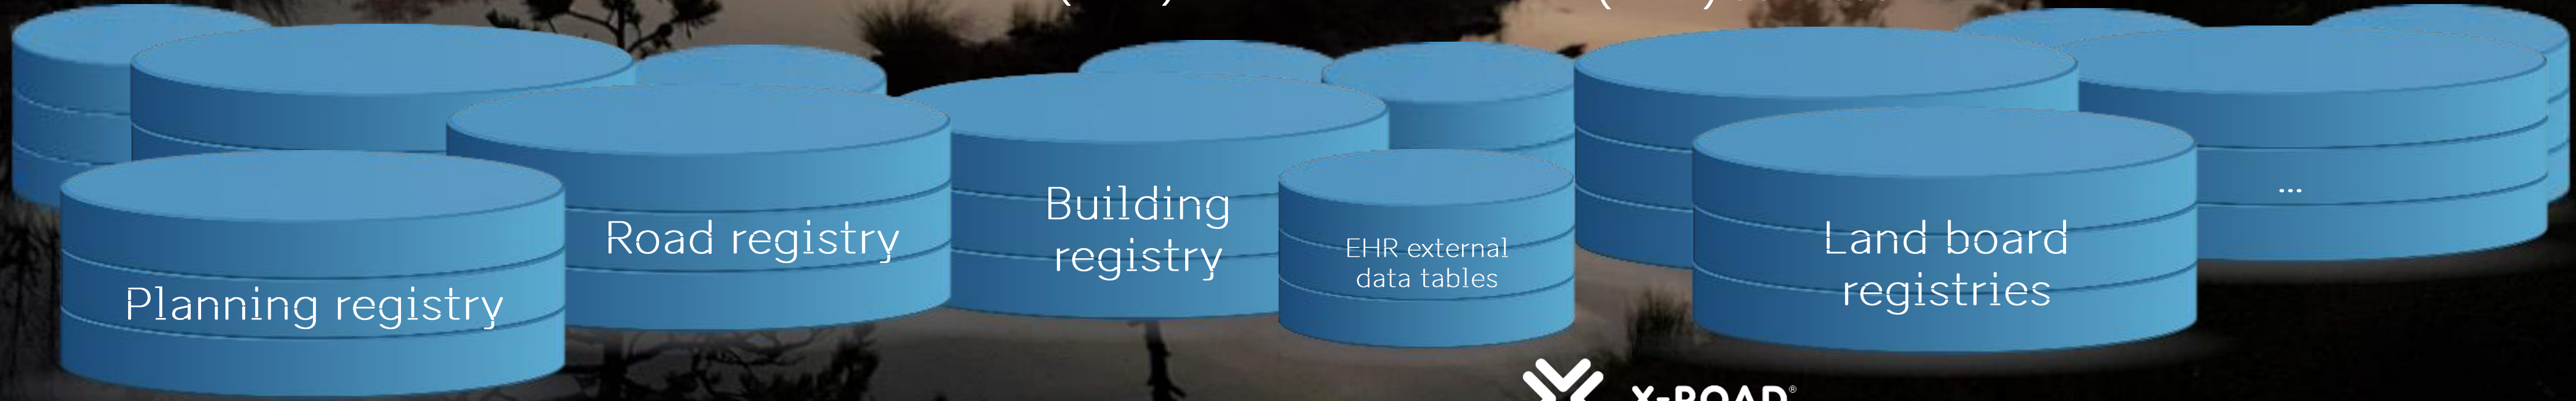 Planning registry
Road registry
Building
registry
EHR external
data tables
Land board
registries
...
X-ROAD®